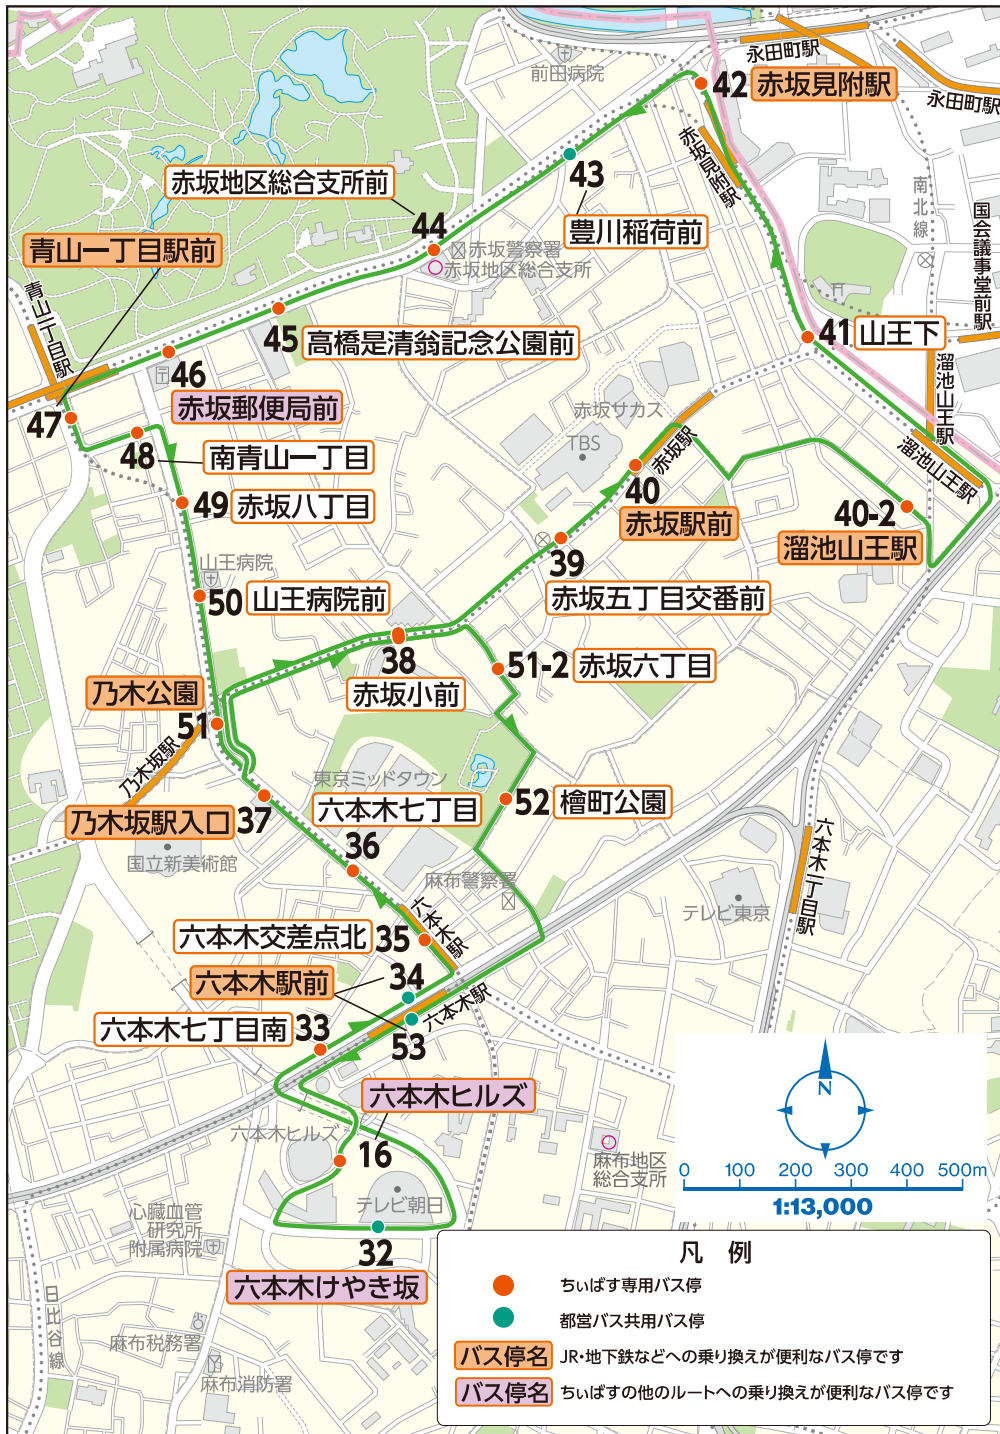 永田町駅
永田町駅
前田病院
42 赤坂見附駅
赤坂見附駅
43
豊川稲荷前
赤坂地区総合支所前
44
赤坂警察署
赤坂地区総合支所
南北線
国会議事堂前駅
青山一丁目駅前
青山一丁目駅
45 高橋是清翁記念公園前
41 山王下
46
赤坂郵便局前
47
48
南青山一丁目
赤坂サカス
TBS
赤坂駅
溜池山王駅
溜池山王駅
49 赤坂八丁目
40
赤坂駅前
40-2
溜池山王駅
39
赤坂五丁目交番前
山王病院
50 山王病院前
38
赤坂小前
51-2 赤坂六丁目
乃木公園
51
乃木坂駅
乃木坂駅入口 37
国立新美術館
東京ミッドタウン
六本木七丁目
36
52 檜町公園
麻布警察署
六本木一丁目駅
テレビ東京
六本木交差点北 35
六本木駅
六本木駅前
34
六本木七丁目南 33
53
六本木駅
六本木ヒルズ
六本木ヒルズ
16
テレビ朝日
32
六本木けやき坂
麻布地区
総合支所
心臓血管
研究所
附属病院
日比谷線
麻布税務署
麻布消防署
N
0 100 200 300 400 500m
1:13,000
凡 例
ちぃばす専用バス停
都営バス共用バス停
バス停名 JR・地下鉄などへの乗り換えが便利なバス停です
バス停名 ちぃばすの他のルートへの乗り換えが便利なバス停です